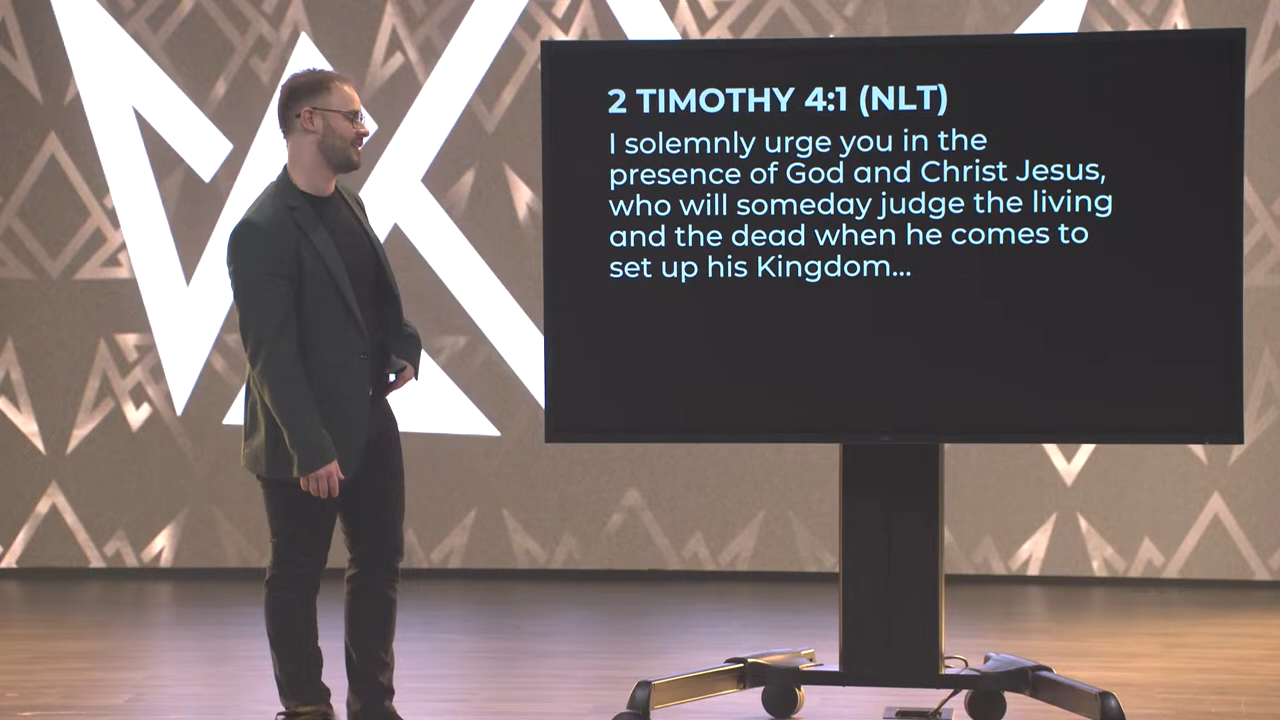 2 TIMOTHY 4:1 (NLT)
I solemnly urge you in the
presence of God and Christ Jesus,
who will someday judge the living
and the dead when he comes to
set up his Kingdom...